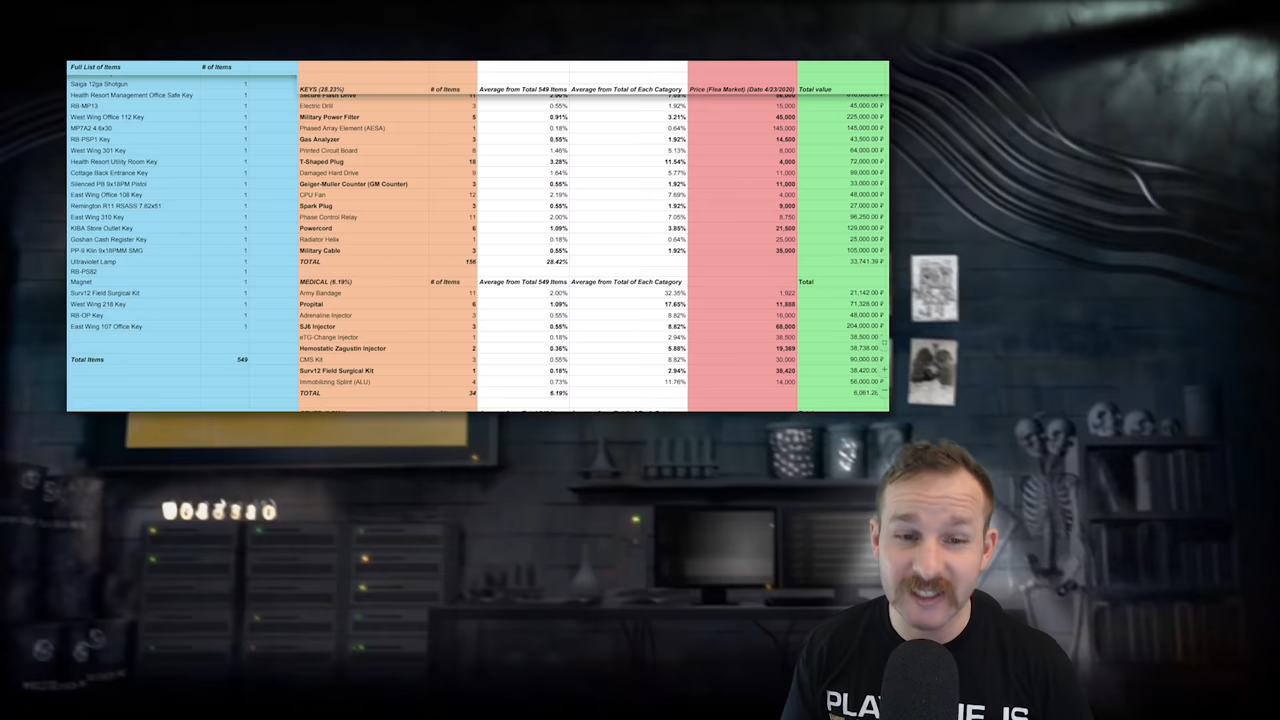 Full List of Items # of Items
Saiga 12ga Shotgun 1
Health Resort Management Office Safe Key 1
RB-MP13 1
West Wing Office 112 Key 1
MP7A2 4.6x30 1
RB-PSP1 Key 1
West Wing 301 Key 1
Health Resort Utility Room Key 1
Cottage Back Entrance Key 1
Silenced PB 9x18PM Pistol 1
East Wing Office 108 Key 1
Remington R11 RSASS 7.62x51 1
East Wing 310 Key 1
KIBA Store Outlet Key 1
Goshan Cash Register Key 1
PP-9 Klin 9x18PMM SMG 1
Ultraviolet Lamp 1
RB-PS82 1
Magnet 1
Surv12 Field Surgical Kit 1
West Wing 218 Key 1
RB-OP Key 1
East Wing 107 Office Key 1
Total Items 549
KEYS (28.23%) # of Items Average from Total 549 Items Average from Total of Each Catagory Price (Flea Market) (Date 4/23/2020) Total value
Secure Flash Drive 11 2.00% 7.05%
Electric Drill 3 0.55% 1.92% 15,000 45,000.00 ₽
Military Power Filter 5 0.91% 3.21% 45,000 225,000.00 ₽
Phased Array Element (AESA) 1 0.18% 0.64% 145,000 145,000.00 ₽
Gas Analyzer 3 0.55% 1.92% 14,500 43,500.00 ₽
Printed Circuit Board 8 1.46% 5.13% 8,000 64,000.00 ₽
T-Shaped Plug 18 3.28% 11.54% 4,000 72,000.00 ₽
Damaged Hard Drive 9 1.64% 5.77% 11,000 99,000.00 ₽
Geiger-Muller Counter (GM Counter) 3 0.55% 1.92% 11,000 33,000.00 ₽
CPU Fan 12 2.19% 7.69% 4,000 48,000.00 ₽
Spark Plug 3 0.55% 1.92% 9,000 27,000.00 ₽
Phase Control Relay 11 2.00% 7.05% 8,750 96,250.00 ₽
Powercord 6 1.09% 3.85% 21,500 129,000.00 ₽
Radiator Helix 1 0.18% 0.64% 25,000 25,000.00 ₽
Military Cable 3 0.55% 1.92% 35,000 105,000.00 ₽
TOTAL 156 28.42% 33,741.39 ₽
MEDICAL (6.19%) # of Items Average from Total 549 Items Average from Total of Each Catagory Total
Army Bandage 11 2.00% 32.35% 1,922 21,142.00 ₽
Propital 6 1.09% 17.65% 11,888 71,328.00 ₽
Adrenaline Injector 3 0.55% 8.82% 16,000 48,000.00 ₽
SJ6 Injector 3 0.55% 8.82% 68,000 204,000.00 ₽
eTG-Change Injector 1 0.18% 2.94% 38,500 38,500.00 ₽
Hemostatic Zagustin Injector 2 0.36% 5.88% 19,369 38,738.00
CMS Kit 3 0.55% 8.82% 30,000 90,000.00 ₽
Surv12 Field Surgical Kit 1 0.18% 2.94% 38,420 38,420.0
Immobilizing Splint (ALU) 4 0.73% 11.76% 14,000 56,000.00 ₽
TOTAL 34 6.19%